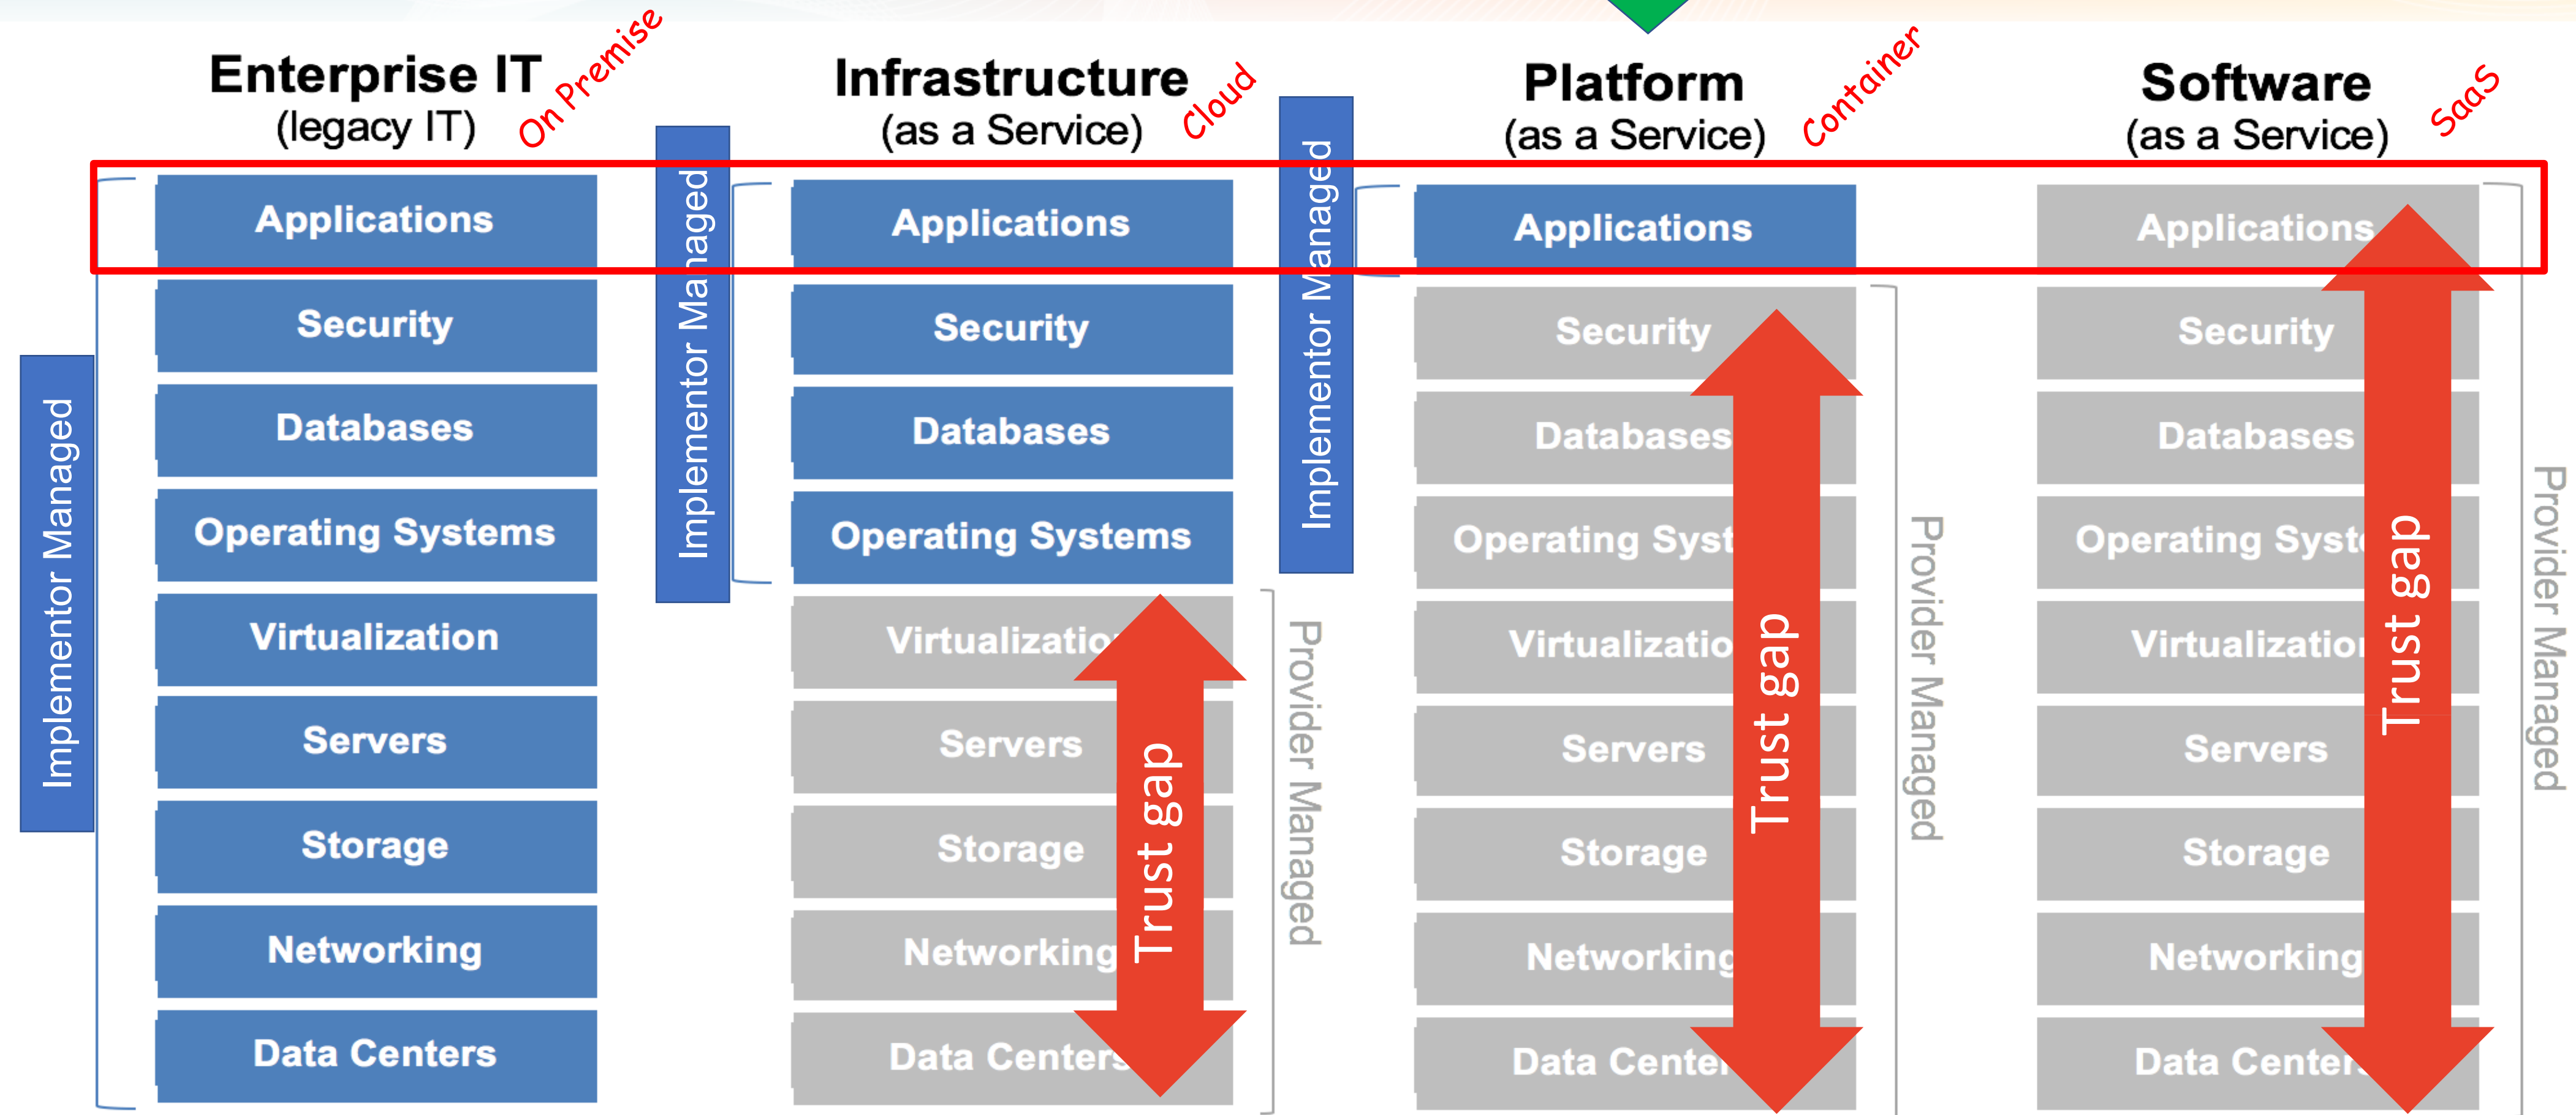 Enterprise IT
(legacy IT)
On Premise
Implementor Managed
Applications
Security
Databases
Operating Systems
Virtualization
Servers
Storage
Networking
Data Centers
Infrastructure
(as a Service)
Cloud
Implementor Managed
Applications
Security
Databases
Operating Systems
Virtualizatio
Servers
Storage
Networking
Data Centers
Trust gap
Provider Managed
Platform
(as a Service)
Container
Implementor Managed
Applications
Security
Databases
Operating Syst
Virtualizatio
Servers
Storage
Networking
Data Center
Trust gap
Provider Managed
Software
(as a Service)
SaaS
Applications
Security
Databases
Operating Syste
Virtualization
Servers
Storage
Networking
Data Centers
Trust gap
Provider Managed